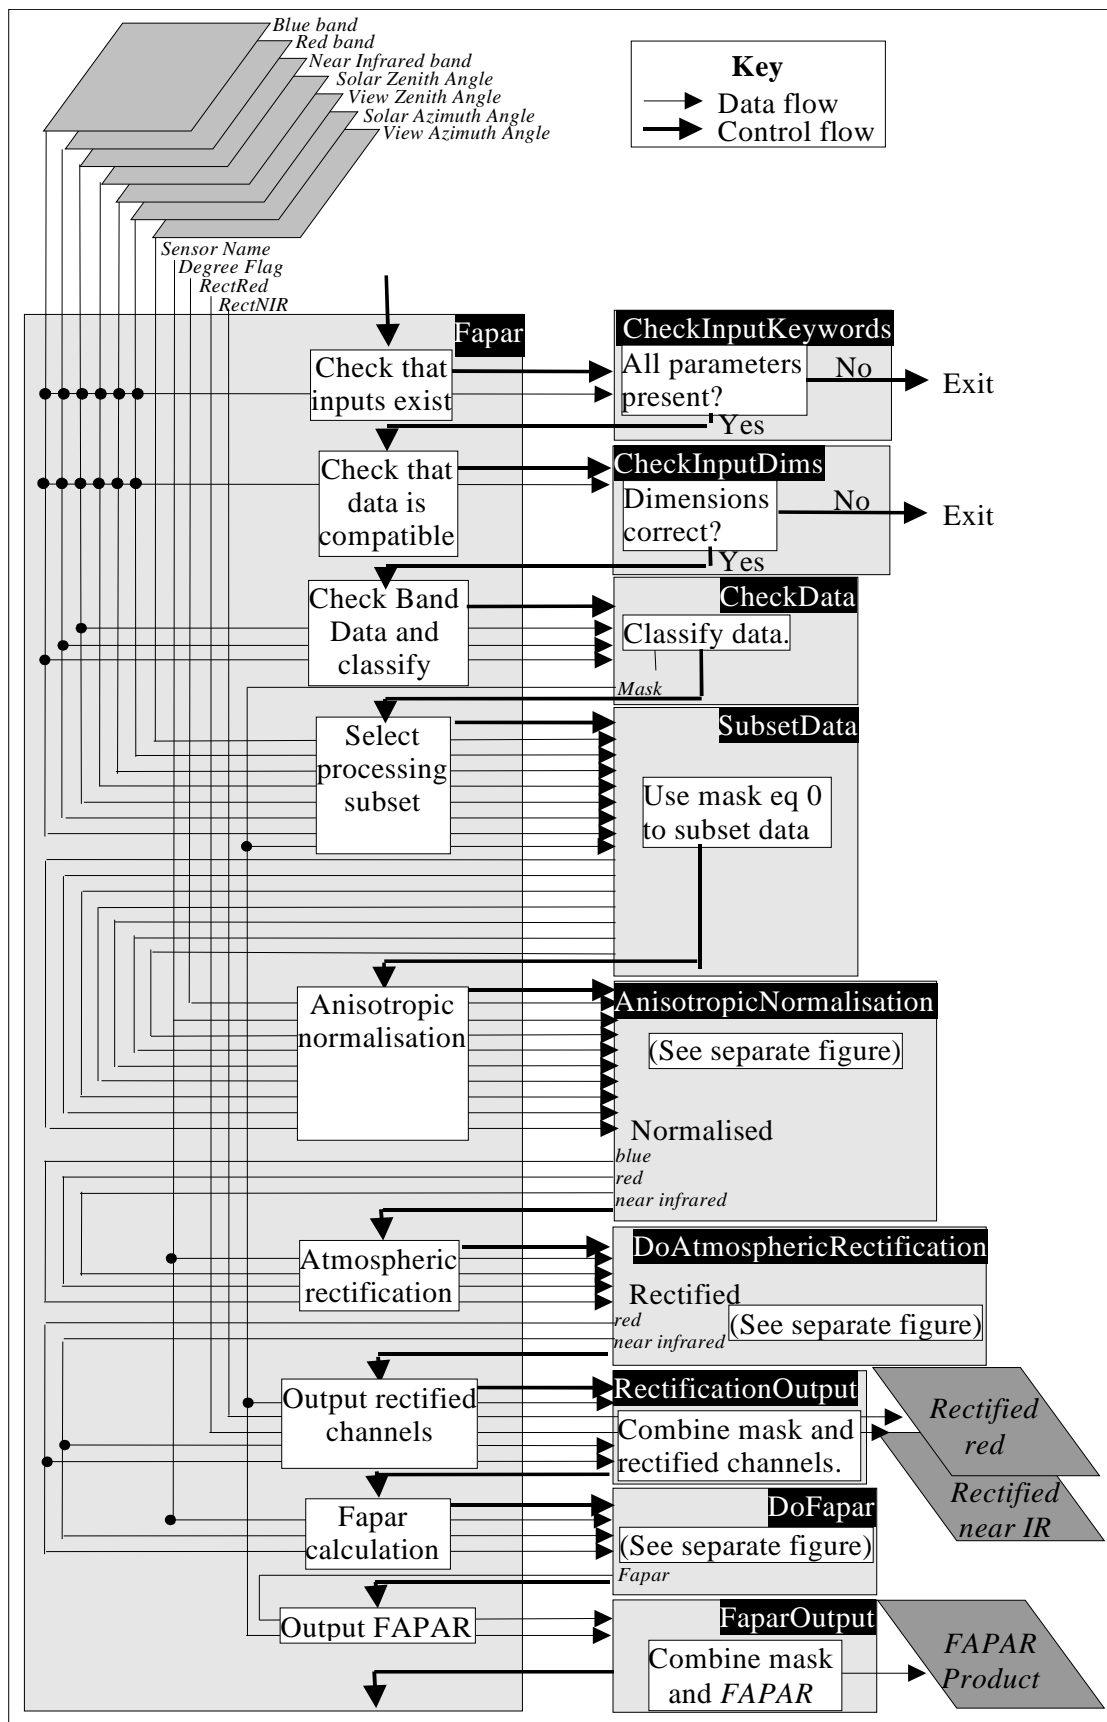 Blue band
Red band
Near Infrared band
Solar Zenith Angle
View Zenith Angle
Solar Azimuth Angle
View Azimuth Angle
Key
Data flow
Control flow
Sensor Name
Degree Flag
RectRed
RectNIR
Fapar
Check that
inputs exist
CheckInputKeywords
All parameters
present?
No
Exit
Yes
Check that
data is
compatible
CheckInputDims
Dimensions
correct?
No
Exit
Yes
Check Band
Data and
classify
CheckData
Classify data.
Mask
Select
processing
subset
SubsetData
Use mask eq 0
to subset data
Anisotropic
normalisation
AnisotropicNormalisation
(See separate figure)
Normalised
blue
red
near infrared
Atmospheric
rectification
DoAtmosphericRectification
Rectified
red
near infrared
(See separate figure)
Output rectified
channels
RectificationOutput
Combine mask and
rectified channels.
Rectified
red
Rectified
near IR
Fapar
calculation
DoFapar
(See separate figure)
Fapar
Output FAPAR
FaparOutput
Combine mask
and FAPAR
FAPAR
Product